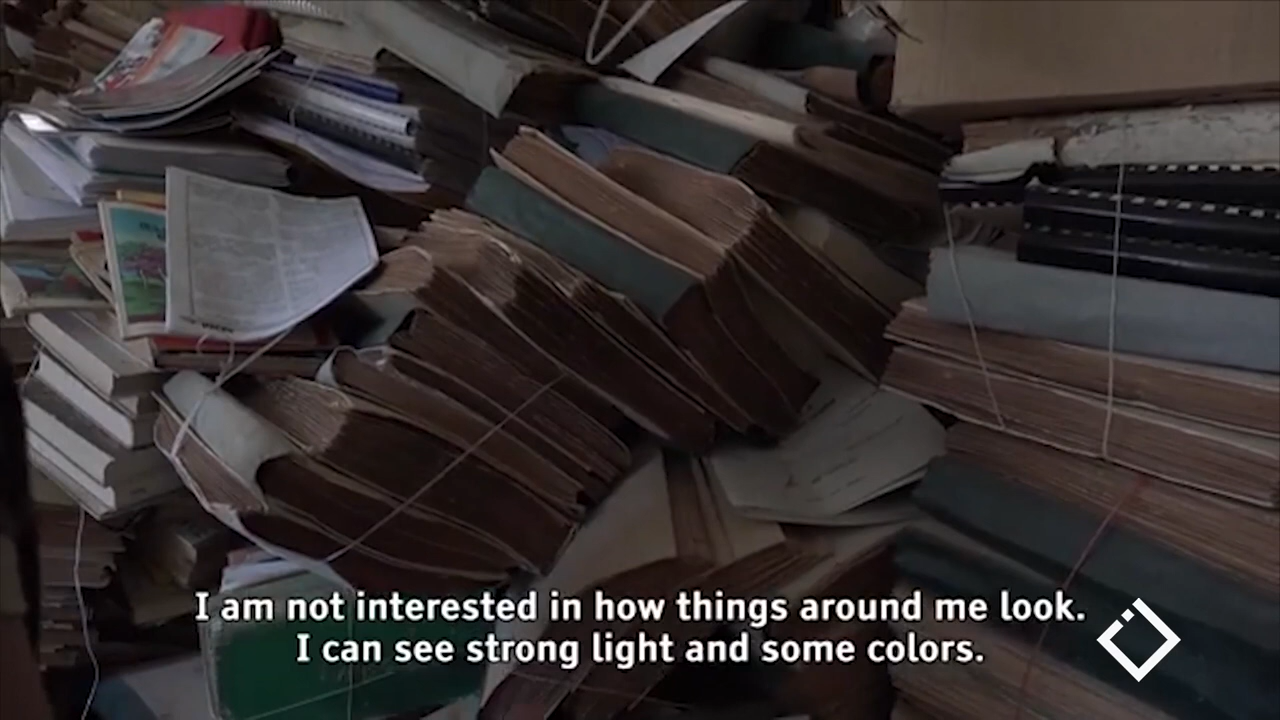 I am not interested in how things around me look.
I can see strong light and some colors.